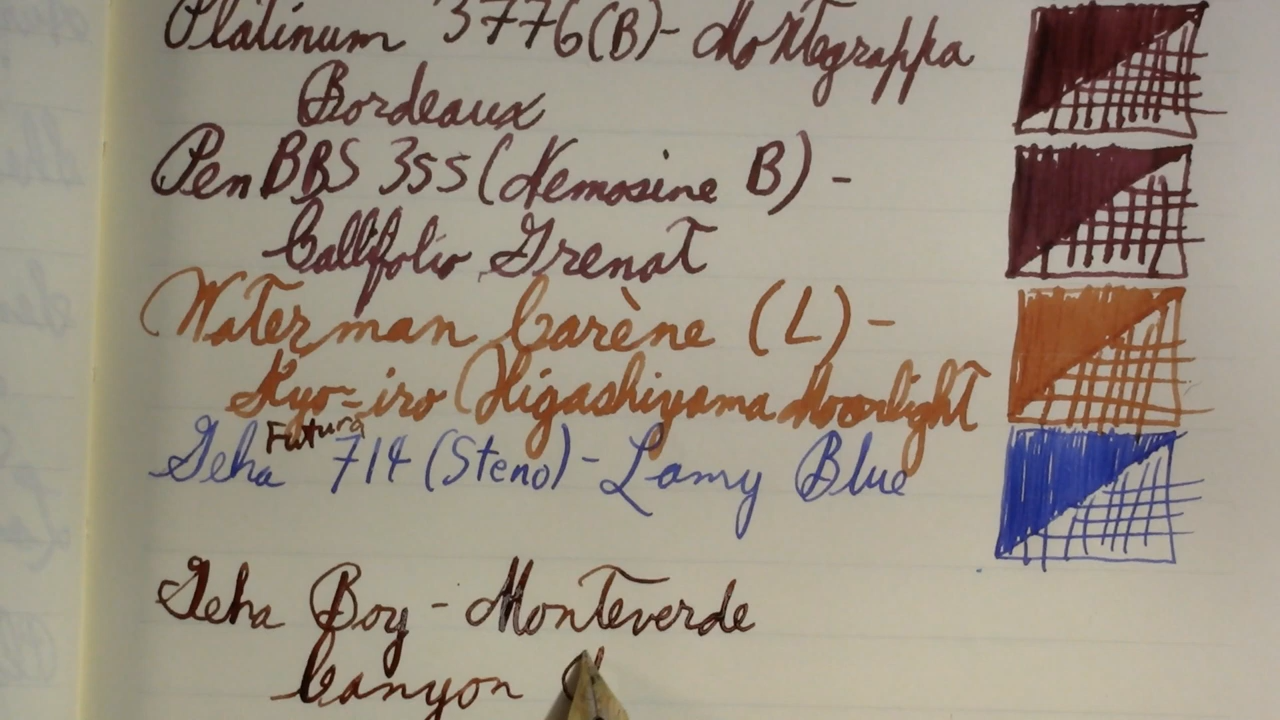 Platinum 3776 (B) - Montegrappa
Bordeaux
PenBBS 355 (Nemosine B) -
Callifolio Grenat
Waterman Carène (L) -
Kyo-iro Higashiyama Moonlight
Futura
Geha 714 (Steno) - Lamy Blue
Geha Boy - Monteverde
Canyon